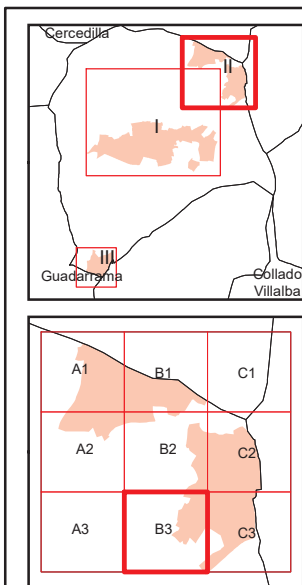 Cercedilla
II
I
III
Guadarrama
Collado
Villalba
A1
B1
C1
A2
B2
C2
A3
B3
C3